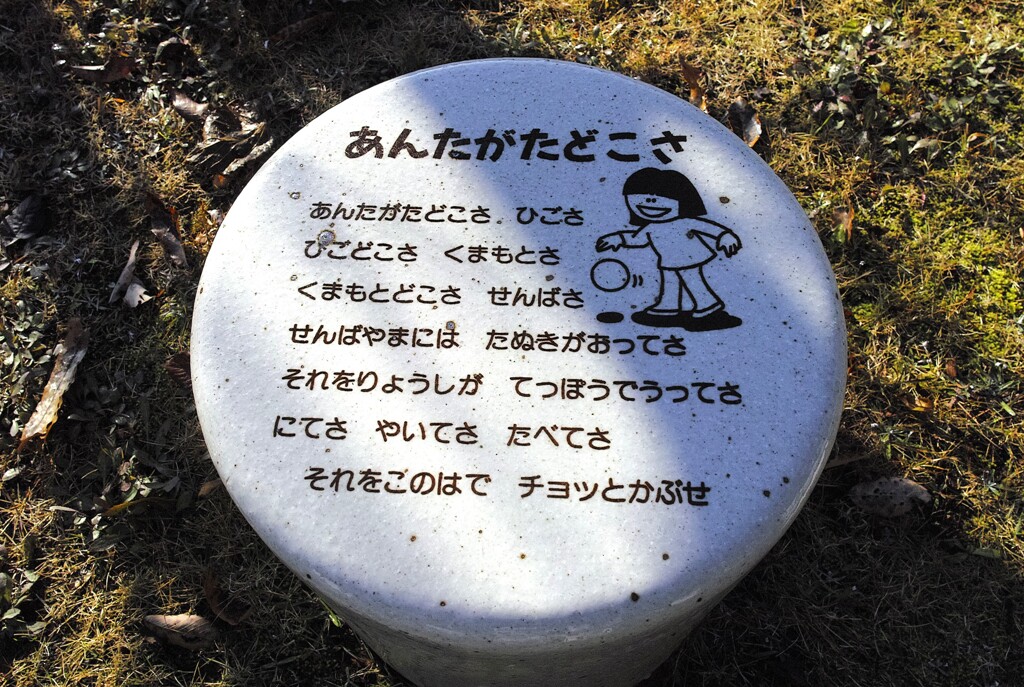 あんたがたどこさ
あんたがたどこさ　ひごさ
ひごどこさ　くまもとさ
くまもとどこさ　せんばさ
せんばやまには　たぬきがおってさ
それをりょうしが　てっぽうでうってさ
にてさ　やいてさ　たべてさ
それをこのはで　チョッとかぶせ